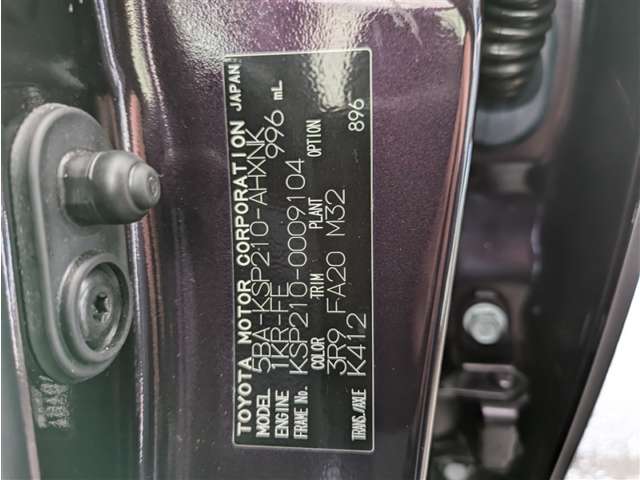 TOYOTA MOTOR CORPORATION JAPAN
MODEL 5BA-KSP210-AHXNK
ENGINE 1KR-FE 996 mL
FRAME No. KSP210-0009104
COLOR TRIM PLANT OPTION
3R9 FA20 M32 896
TRANS./AXLE K412